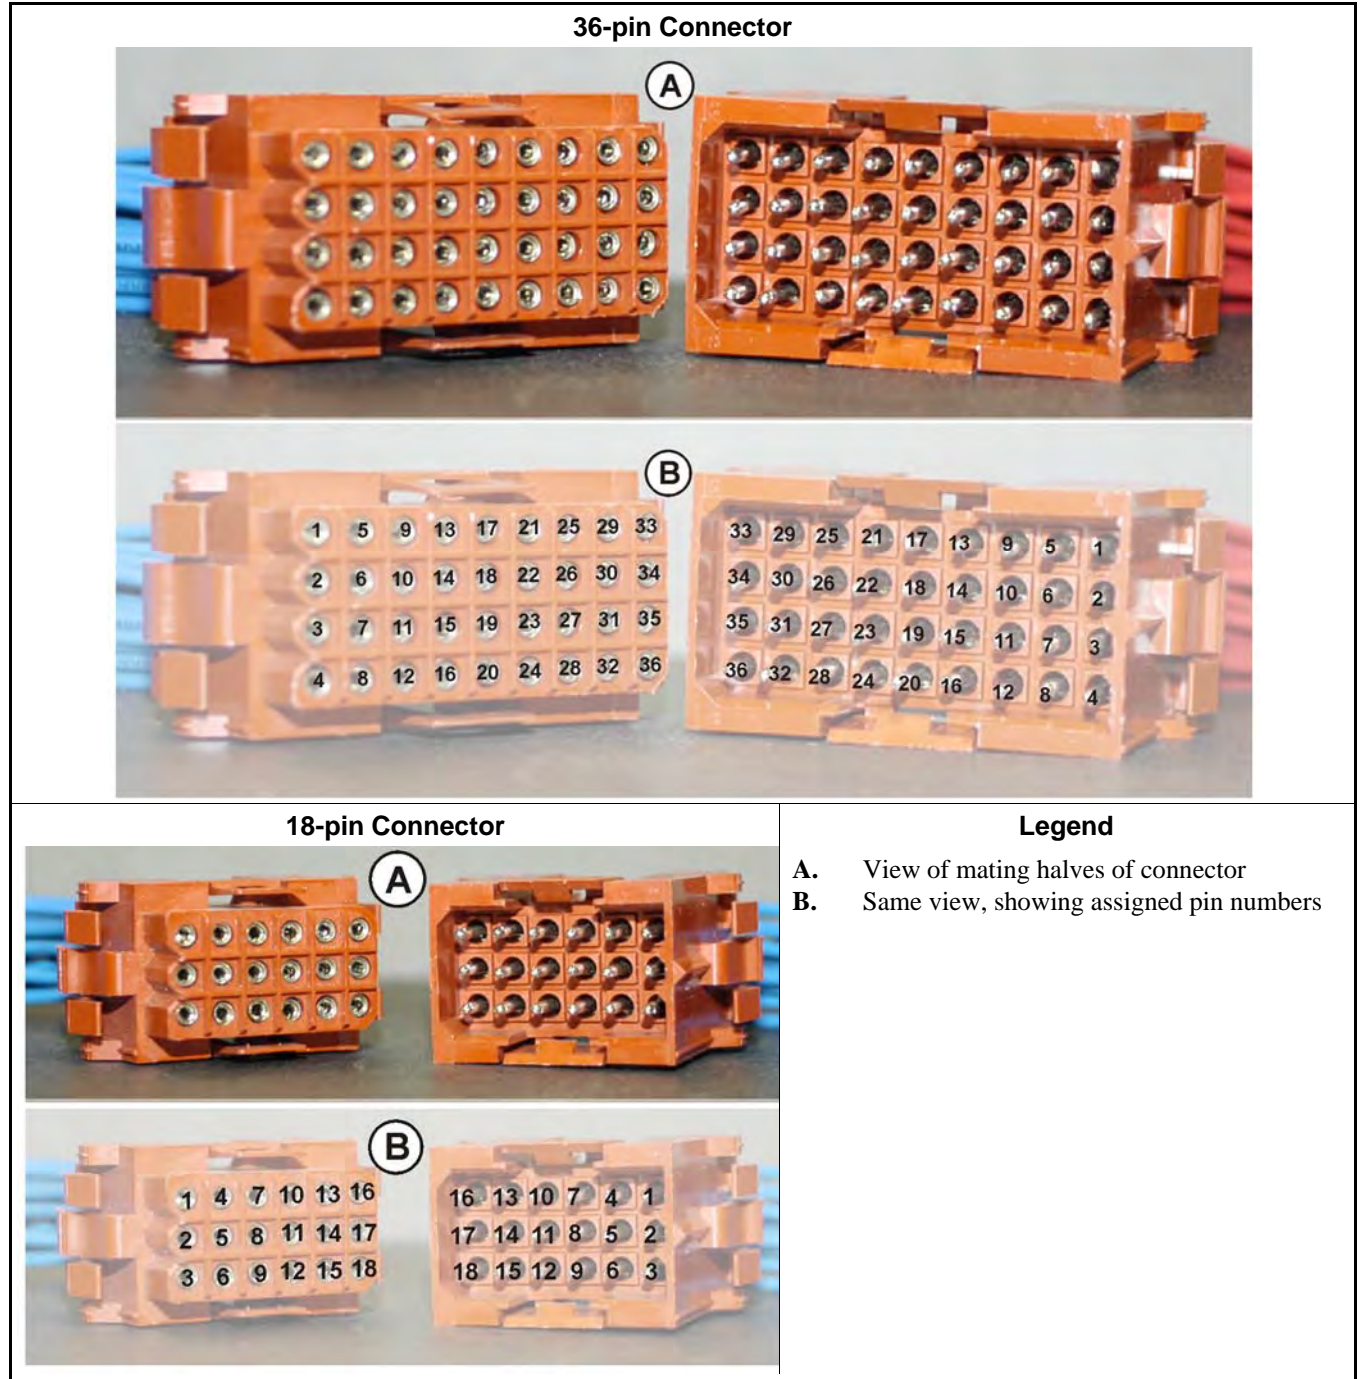 36-pin Connector
A
B
1 5 9 13 17 21 25 29 33
2 6 10 14 18 22 26 30 34
3 7 11 15 19 23 27 31 35
4 8 12 16 20 24 28 32 36
33 29 25 21 17 13 9 5 1
34 30 26 22 18 14 10 6 2
35 31 27 23 19 15 11 7 3
36 32 28 24 20 16 12 8 4
18-pin Connector
A
B
1 4 7 10 13 16
2 5 8 11 14 17
3 6 9 12 15 18
16 13 10 7 4 1
17 14 11 8 5 2
18 15 12 9 6 3
Legend
A. View of mating halves of connector
B. Same view, showing assigned pin numbers